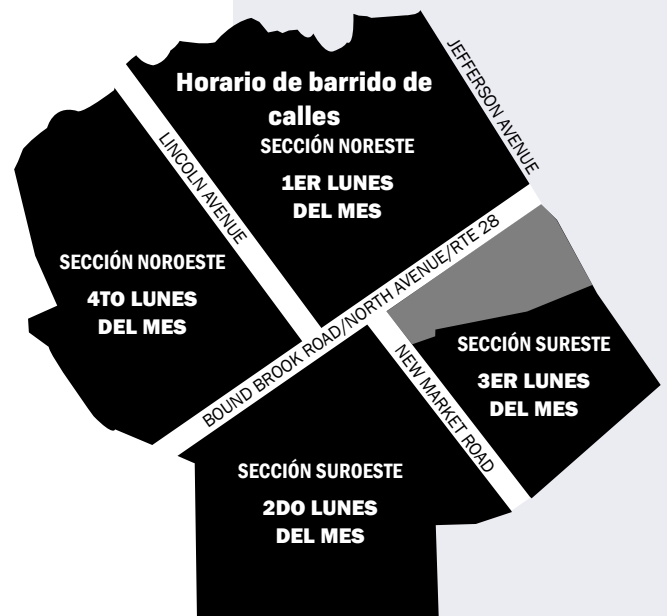 Horario de barrido de
calles
SECCIÓN NORESTE
1ER LUNES
DEL MES
JEFFERSON AVENUE
LINCOLN AVENUE
SECCIÓN NOROESTE
4TO LUNES
DEL MES
BOUND BROOK ROAD/NORTH AVENUE/RTE 28
NEW MARKET ROAD
SECCIÓN SURESTE
3ER LUNES
DEL MES
SECCIÓN SUROESTE
2DO LUNES
DEL MES